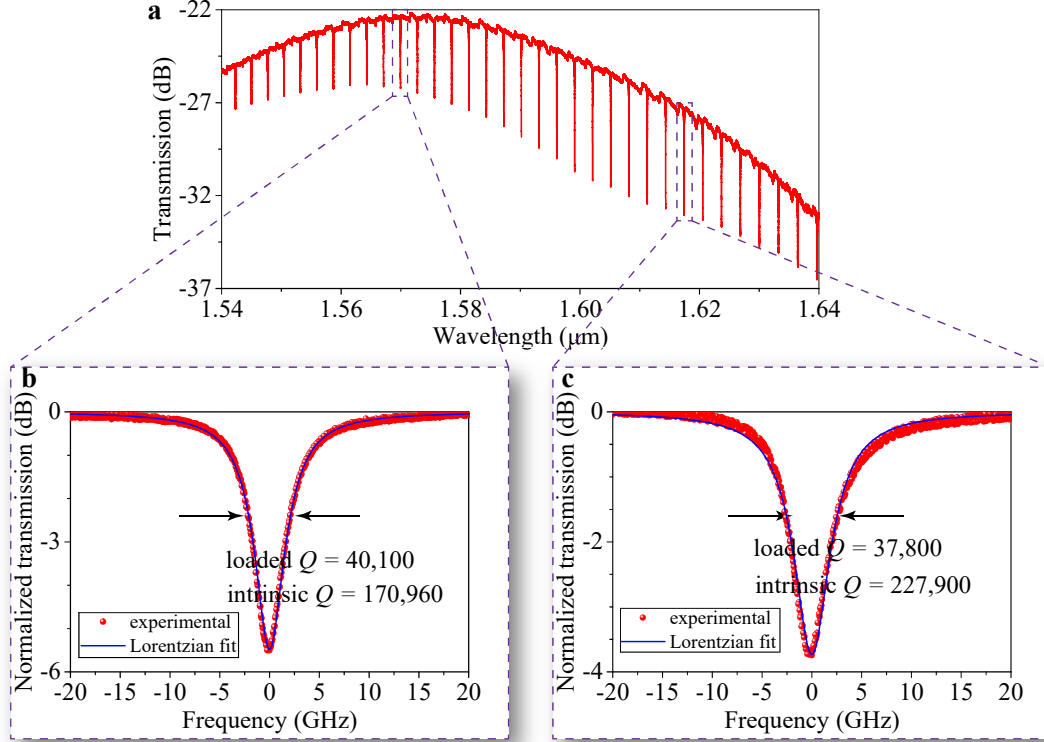 a
-22
-27
-32
-37
Transmission (dB)
1.54 1.56 1.58 1.60 1.62 1.64
Wavelength (μm)
b
0
-3
-6
Normalized transmission (dB)
loaded Q = 40,100
intrinsic Q = 170,960
experimental
Lorentzian fit
-20 -15 -10 -5 0 5 10 15 20
Frequency (GHz)
c
0
-2
-4
Normalized transmission (dB)
loaded Q = 37,800
intrinsic Q = 227,900
experimental
Lorentzian fit
-20 -15 -10 -5 0 5 10 15 20
Frequency (GHz)